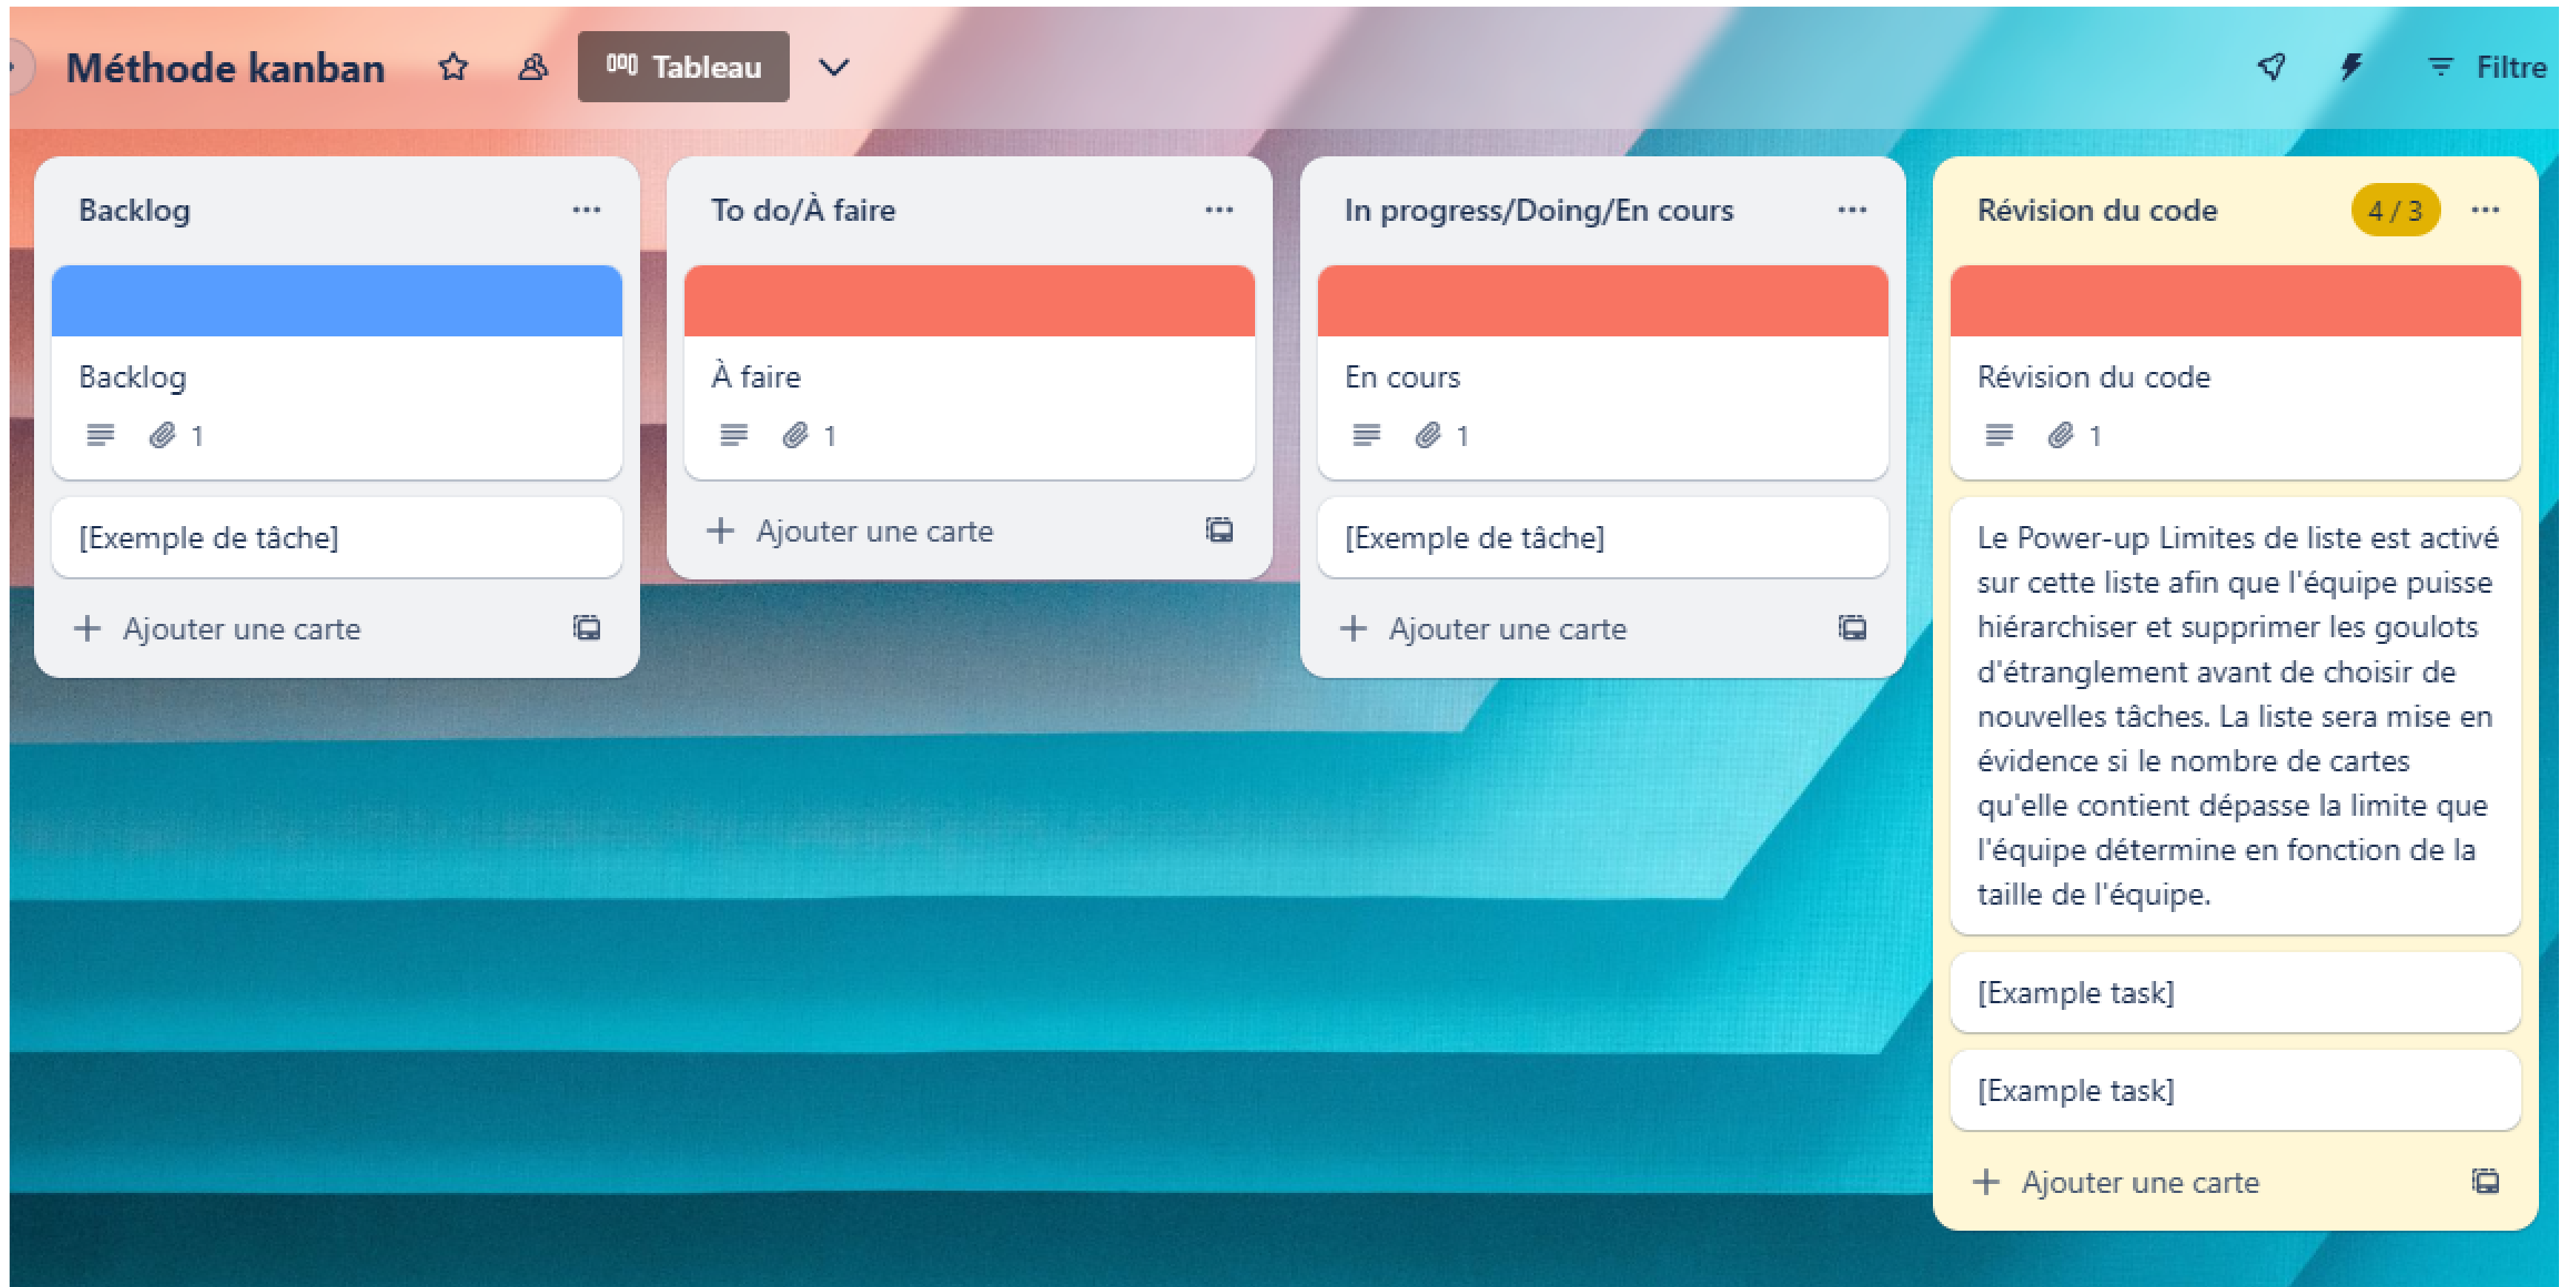 Méthode kanban
Tableau
Filtre
Backlog
Backlog
1
[Exemple de tâche]
Ajouter une carte
To do/À faire
À faire
1
Ajouter une carte
In progress/Doing/En cours
En cours
1
[Exemple de tâche]
Ajouter une carte
Révision du code
4 / 3
Révision du code
1
Le Power-up Limites de liste est activé
sur cette liste afin que l'équipe puisse
hiérarchiser et supprimer les goulots
d'étranglement avant de choisir de
nouvelles tâches. La liste sera mise en
évidence si le nombre de cartes
qu'elle contient dépasse la limite que
l'équipe détermine en fonction de la
taille de l'équipe.
[Example task]
[Example task]
Ajouter une carte